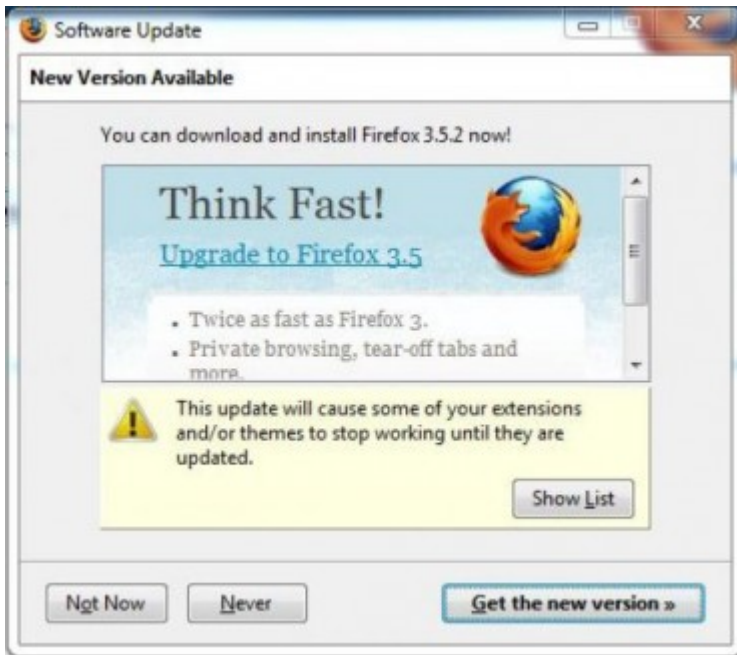 Software Update
New Version Available
You can download and install Firefox 3.5.2 now!
Think Fast!
Upgrade to Firefox 3.5
• Twice as fast as Firefox 3.
• Private browsing, tear-off tabs and
more.
This update will cause some of your extensions
and/or themes to stop working until they are
updated.
Show List
Not Now
Never
Get the new version »